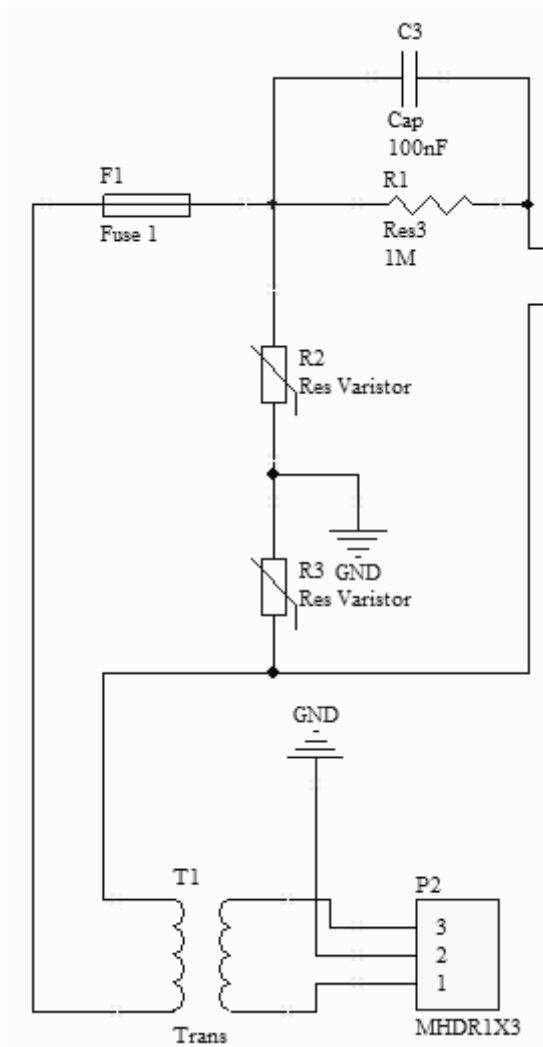 C3
Cap
100nF
F1
Fuse 1
R1
Res3
1M
R2
Res Varistor
R3
Res Varistor
GND
GND
T1
Trans
P2
3
2
1
MHDR1X3